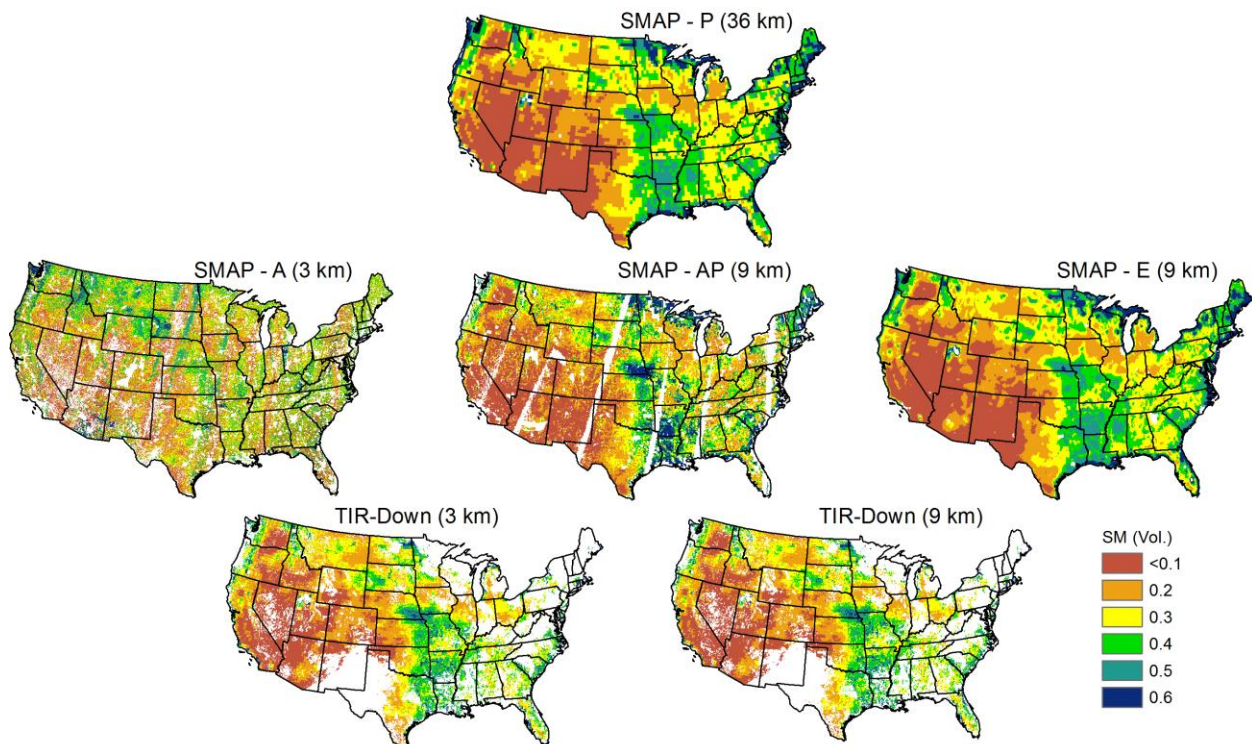 SMAP - P (36 km)
SMAP - A (3 km)
SMAP - AP (9 km)
SMAP - E (9 km)
TIR-Down (3 km)
TIR-Down (9 km)
SM (Vol.)
<0.1
0.2
0.3
0.4
0.5
0.6